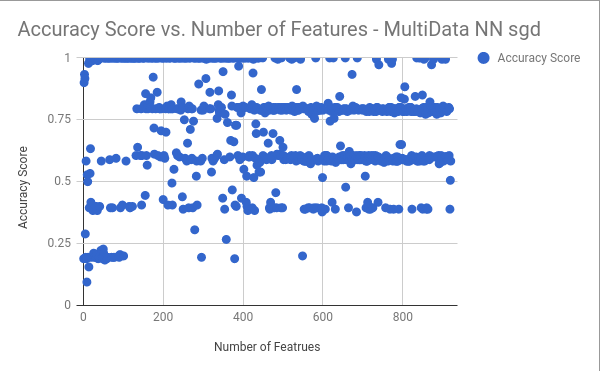 Accuracy Score vs. Number of Features - MultiData NN sgd
Accuracy Score
1
0.75
0.5
0.25
0
Accuracy Score
0
200
400
600
800
Number of Featrues